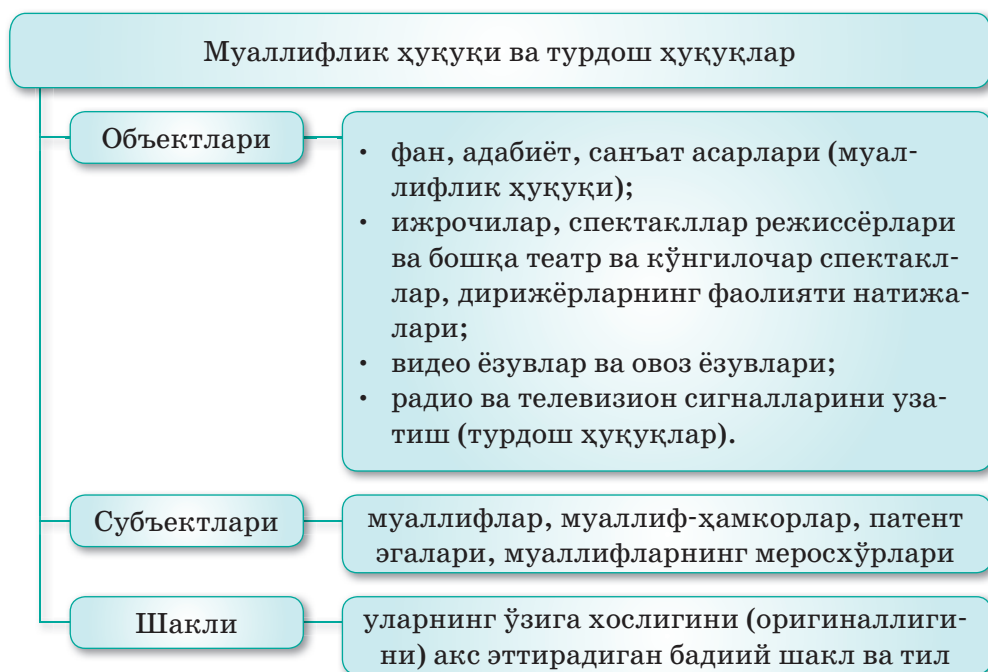 Муаллифлик ҳуқуқи ва турдош ҳуқуқлар
Объектлари
• фан, адабиёт, санъат асарлари (муал-
лифлик ҳуқуқи);
• ижрочилар, спектакллар режиссёрлари
ва бошқа театр ва кўнгилочар спектакл-
лар, дирижёрларнинг фаолияти натижа-
лари;
• видео ёзувлар ва овоз ёзувлари;
• радио ва телевизион сигналларини уза-
тиш (турдош ҳуқуқлар).
Субъектлари
муаллифлар, муаллиф-ҳамкорлар, патент
эгалари, муаллифларнинг меросхўрлари
Шакли
уларнинг ўзига хослигини (оригиналлиги-
ни) акс эттирадиган бадиий шакл ва тил